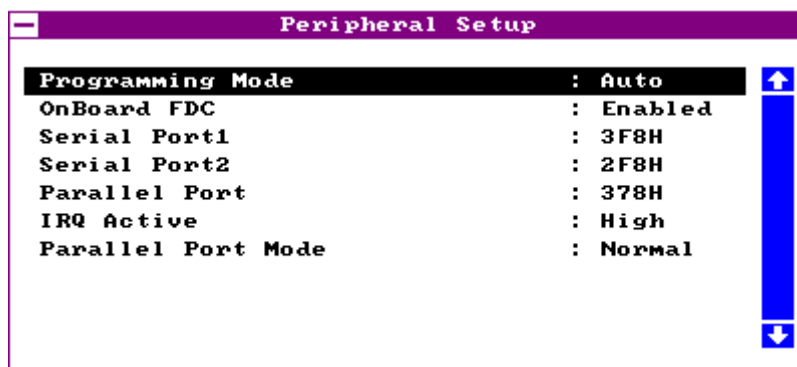 Peripheral Setup
Programming Mode : Auto
OnBoard FDC : Enabled
Serial Port1 : 3F8H
Serial Port2 : 2F8H
Parallel Port : 378H
IRQ Active : High
Parallel Port Mode : Normal